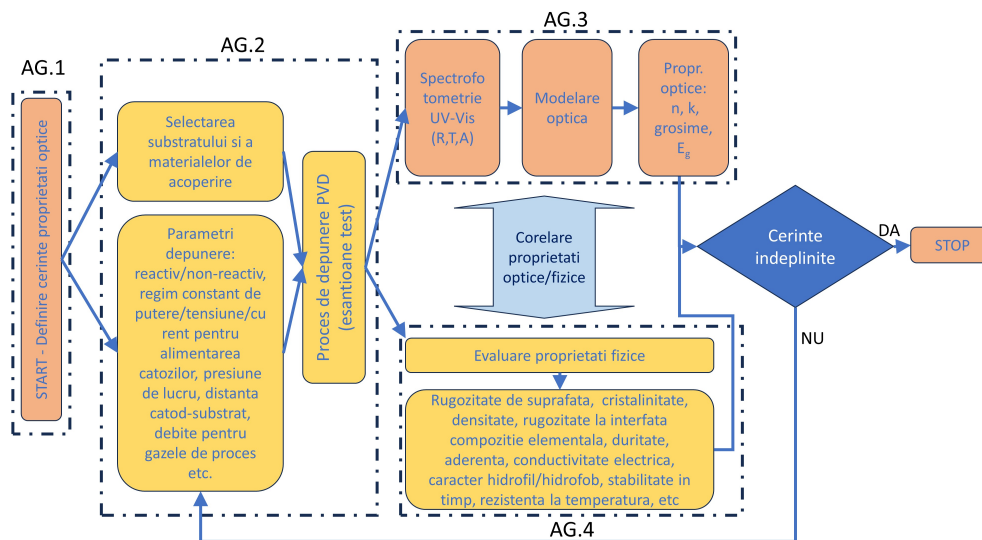 AG.1
START - Definire cerinte proprietati optice
AG.2
Selectarea
substratului si a
materialelor de
acoperire
Parametri
depunere:
reactiv/non-reactiv,
regim constant de
putere/tensiune/cu
rent pentru
alimentarea
catozilor, presiune
de lucru, distanta
catod-substrat,
debite pentru
gazele de proces
etc.
Proces de depunere PVD
(esantioane test)
AG.3
Spectrofo
tometrie
UV-Vis
(R,T,A)
Modelare
optica
Propr.
optice:
n, k,
grosime,
Eg
Corelare
proprietati
optice/fizice
Cerinte
indeplinite
DA
STOP
NU
Evaluare proprietati fizice
Rugozitate de suprafata, cristalinitate,
densitate, rugozitate la interfata
compozitie elementala, duritate,
aderenta, conductivitate electrica,
caracter hidrofil/hidrofob, stabilitate in
timp, rezistenta la temperatura, etc
AG.4